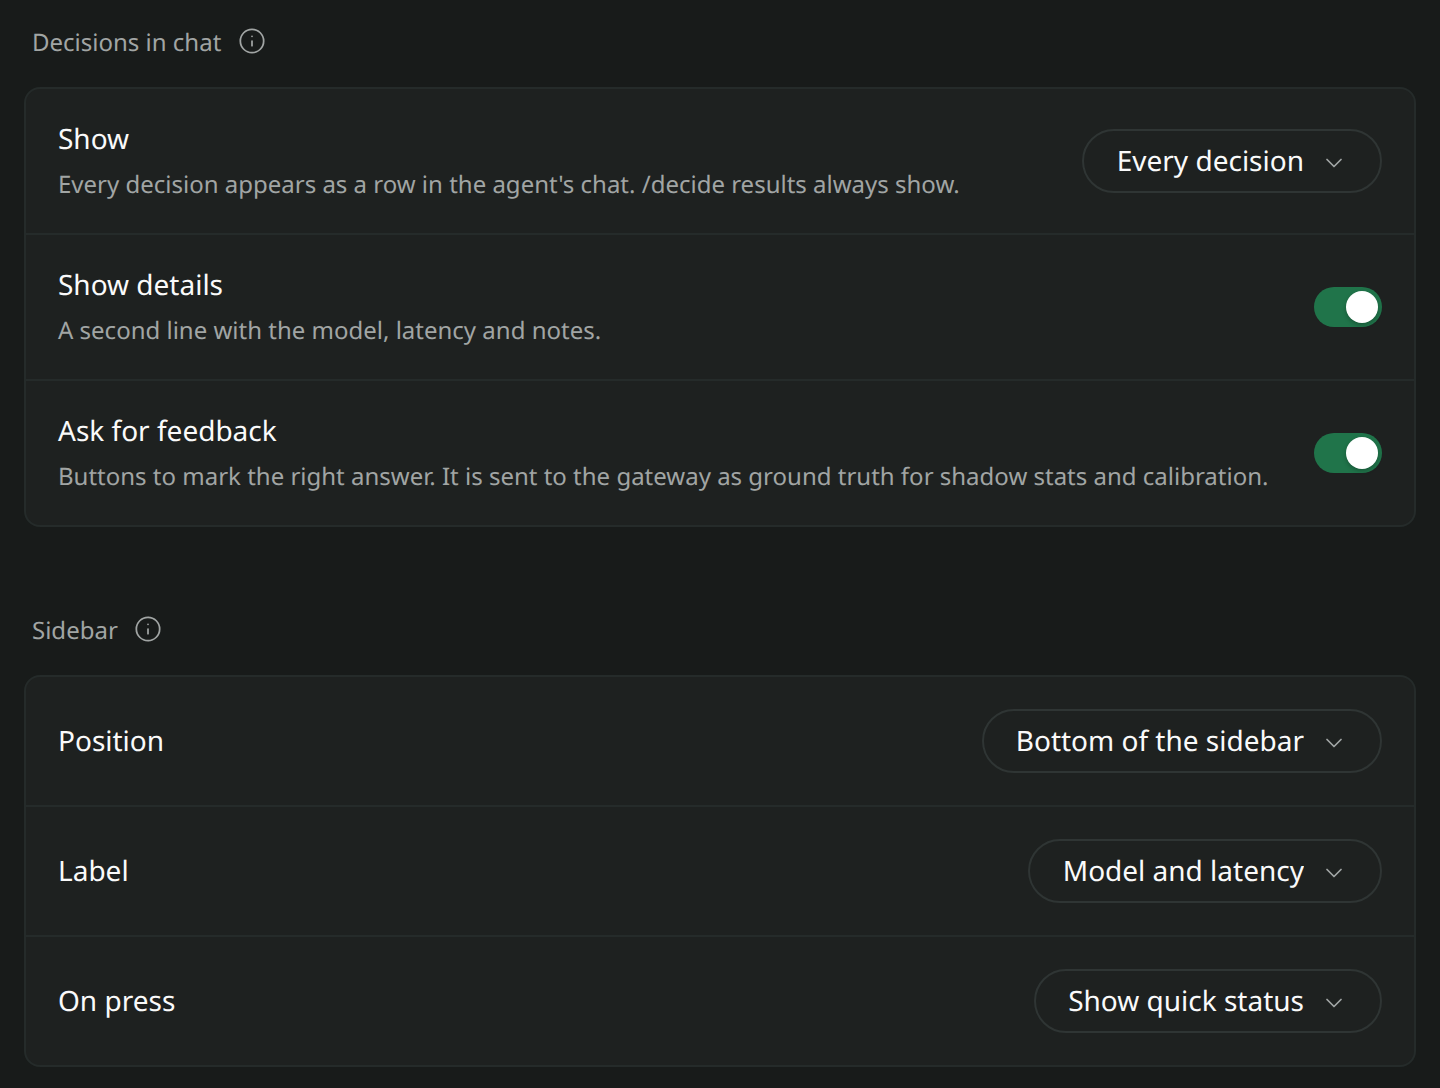 Decisions in chat
Show
Every decision appears as a row in the agent's chat. /decide results always show.
Every decision
Show details
A second line with the model, latency and notes.
Ask for feedback
Buttons to mark the right answer. It is sent to the gateway as ground truth for shadow stats and calibration.
Sidebar
Position
Bottom of the sidebar
Label
Model and latency
On press
Show quick status